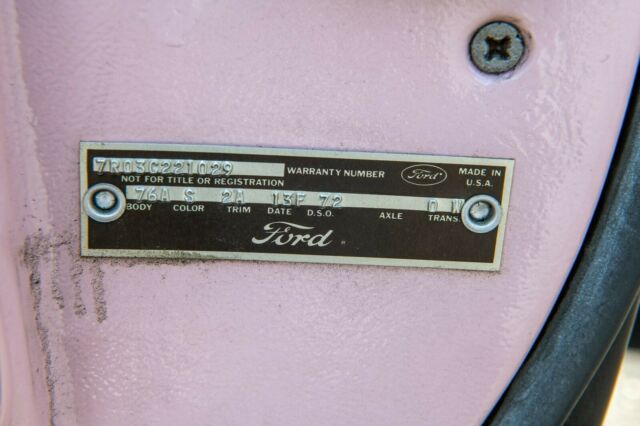 7R03C221029 WARRANTY NUMBER Ford MADE IN U.S.A.
NOT FOR TITLE OR REGISTRATION
76A S 2A 13F 72 0
BODY COLOR TRIM DATE D.S.O. AXLE TRANS.
Ford